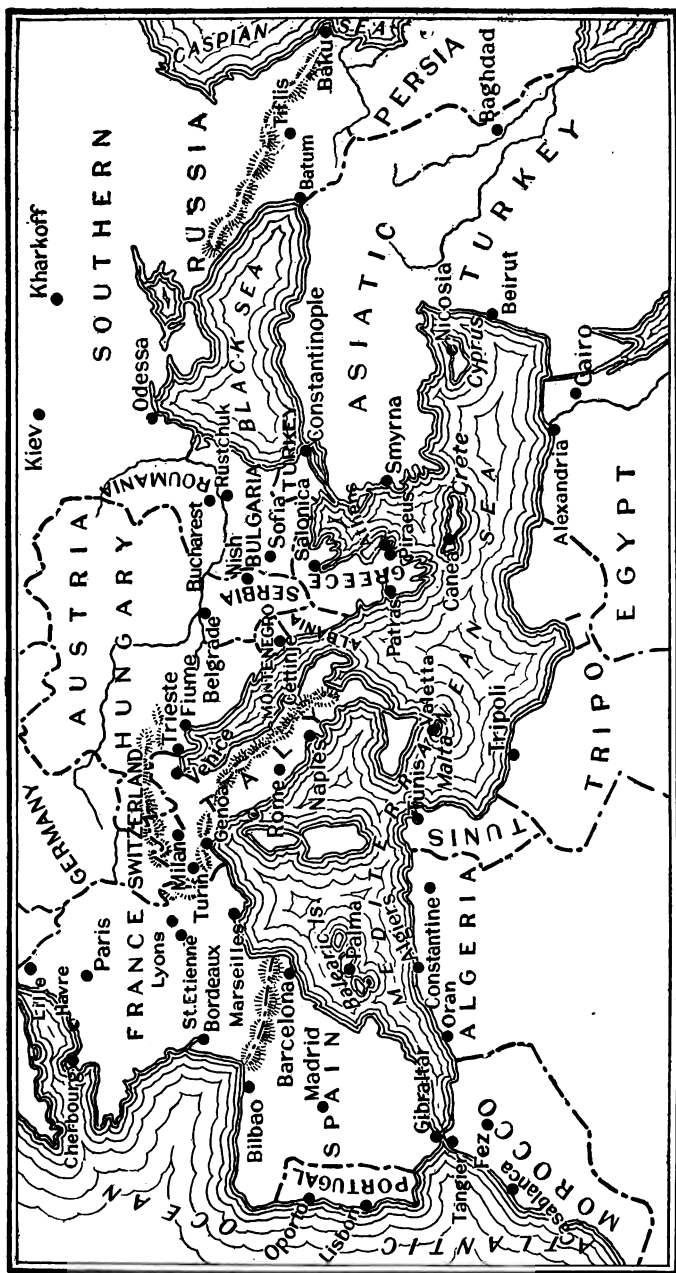 CASPIAN
SEA
Baku
Tiflis
Batum
PERSIA
Baghdad
SOUTHERN
RUSSIA
Kharkoff
Kiev
Odessa
BLACK SEA
ASIATIC
TURKEY
Constantinople
Smyrna
Nicosia
Cyprus
Beirut
Cairo
Alexandria
EGYPT
AUSTRIA
HUNGARY
ROUMANIA
Bucharest
Rustchuk
BULGARIA
Sofia
TURKEY
Nish
SERBIA
Belgrade
Salonica
GREECE
Piraeus
Patras
Canea
Crete
ALBANIA
MONTENEGRO
Cettinje
Trieste
Fiume
Venice
ITALY
Rome
Naples
Genoa
Milan
Turin
SWITZERLAND
GERMANY
FRANCE
Lille
Havre
Cherbourg
Paris
Lyons
St.Etienne
Bordeaux
Marseilles
Balearic Is.
Palma
MEDITERRANEAN SEA
Valetta
Malta
Tripoli
TRIPOLI
Tunis
TUNIS
Constantine
Algiers
ALGERIA
Oran
Barcelona
Madrid
SPAIN
Bilbao
Gibraltar
PORTUGAL
Oporto
Lisbon
Tangier
Fez
MOROCCO
ATLANTIC
OCEAN